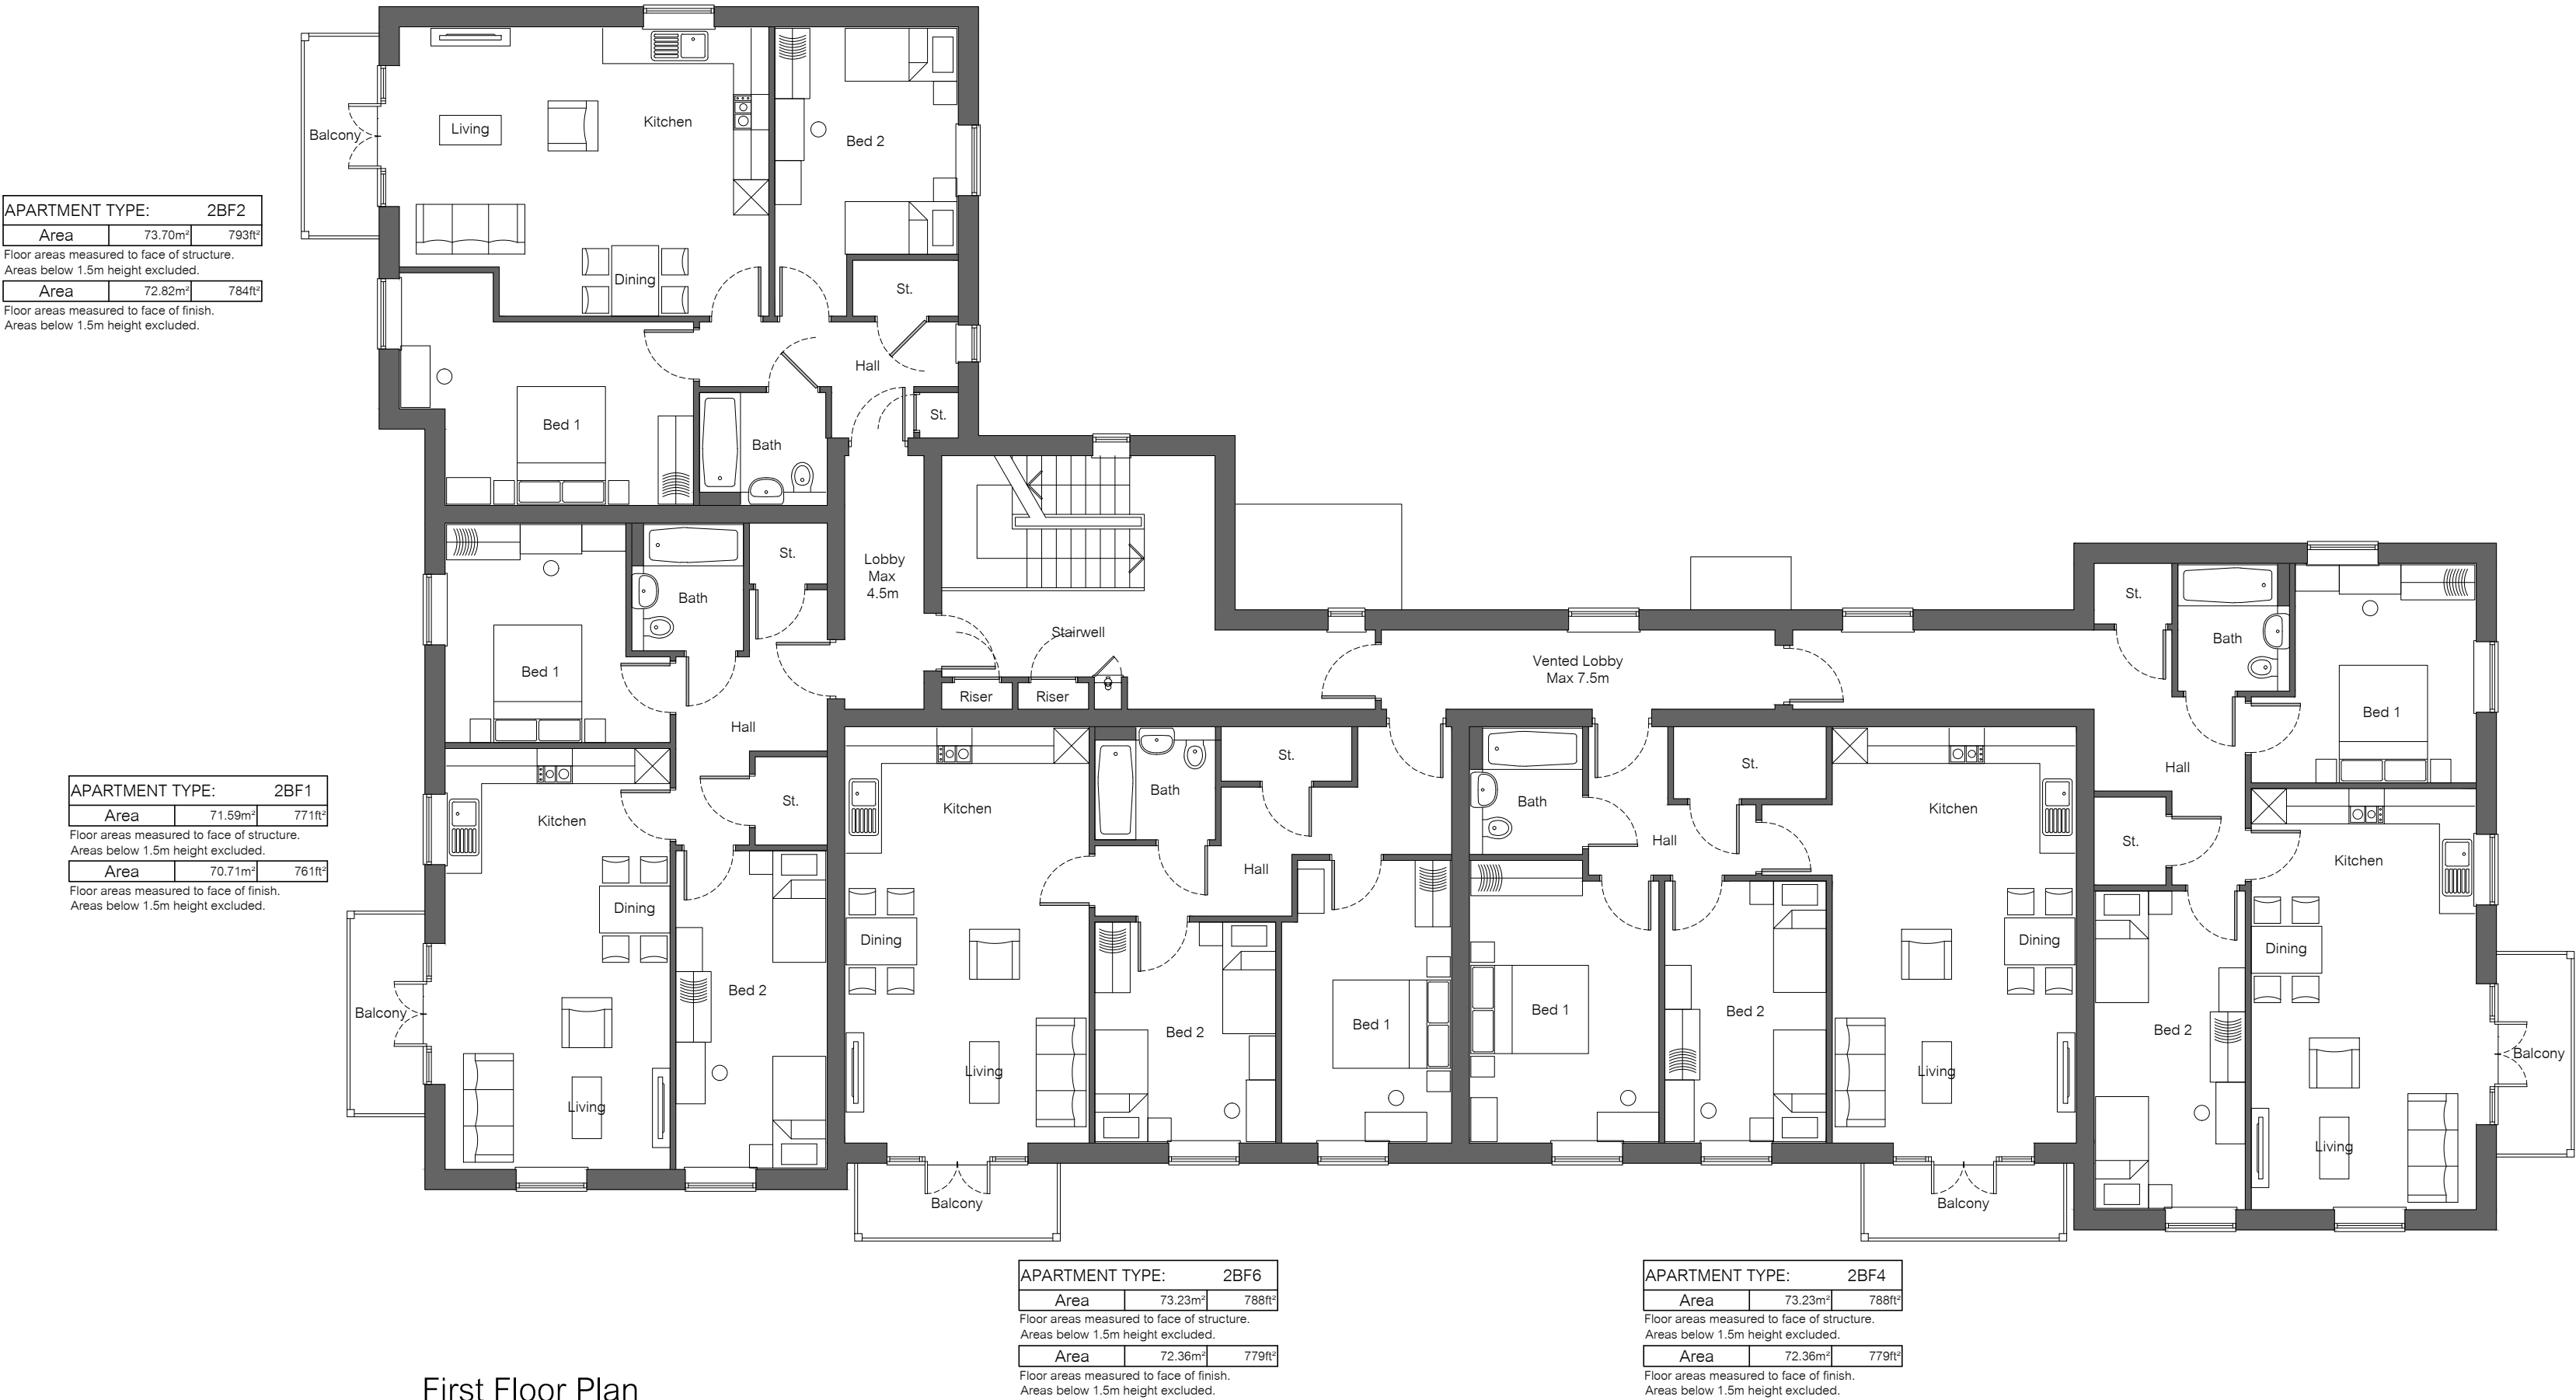 Balcony
Living
Kitchen
Bed 2
Dining
St.
Hall
St.
Bed 1
Bath
APARTMENT TYPE: 2BF2
Area 73.70m² 793ft²
Floor areas measured to face of structure.
Areas below 1.5m height excluded.
Area 72.82m² 784ft²
Floor areas measured to face of finish.
Areas below 1.5m height excluded.
Lobby
Max
4.5m
Stairwell
Riser
Riser
Vented Lobby
Max 7.5m
Bed 1
Bath
St.
Hall
St.
Kitchen
Dining
Bed 2
Balcony
Living
APARTMENT TYPE: 2BF1
Area 71.59m² 771ft²
Floor areas measured to face of structure.
Areas below 1.5m height excluded.
Area 70.71m² 761ft²
Floor areas measured to face of finish.
Areas below 1.5m height excluded.
Kitchen
Bath
St.
Hall
Dining
Living
Bed 2
Bed 1
Balcony
Bath
St.
Hall
Kitchen
Dining
Bed 1
Bed 2
Living
Balcony
St.
Bath
Bed 1
Hall
St.
Kitchen
Dining
Bed 2
Balcony
Living
APARTMENT TYPE: 2BF6
Area 73.23m² 788ft²
Floor areas measured to face of structure.
Areas below 1.5m height excluded.
Area 72.36m² 779ft²
Floor areas measured to face of finish.
Areas below 1.5m height excluded.
APARTMENT TYPE: 2BF4
Area 73.23m² 788ft²
Floor areas measured to face of structure.
Areas below 1.5m height excluded.
Area 72.36m² 779ft²
Floor areas measured to face of finish.
Areas below 1.5m height excluded.
First Floor Plan